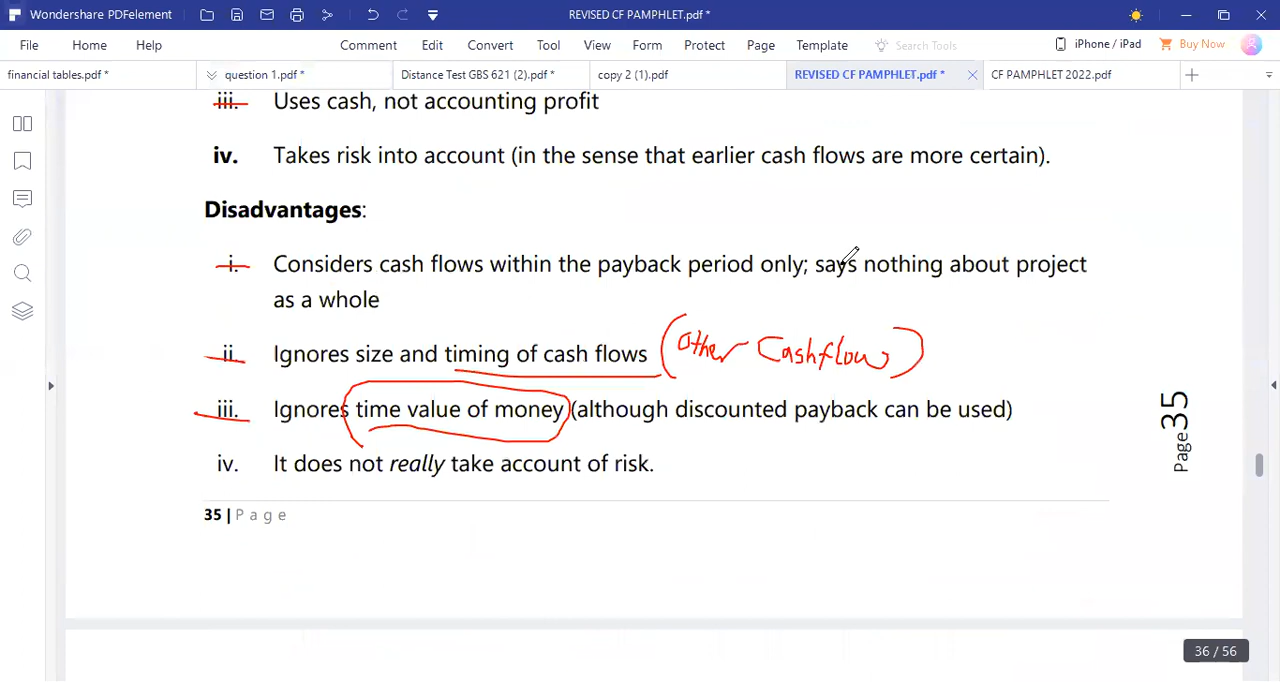 Wondershare PDFelement
REVISED CF PAMPHLET.pdf *
File Home Help Comment Edit Convert Tool View Form Protect Page Template Search Tools iPhone / iPad Buy Now
financial tables.pdf * question 1.pdf * Distance Test GBS 621 (2).pdf * copy 2 (1).pdf REVISED CF PAMPHLET.pdf * CF PAMPHLET 2022.pdf
iii. Uses cash, not accounting profit
iv. Takes risk into account (in the sense that earlier cash flows are more certain).
Disadvantages:
i. Considers cash flows within the payback period only; says nothing about project
as a whole
ii. Ignores size and timing of cash flows (Other Cashflows)
iii. Ignores time value of money (although discounted payback can be used)
iv. It does not really take account of risk.
Page 35
35 | Page
36 / 56